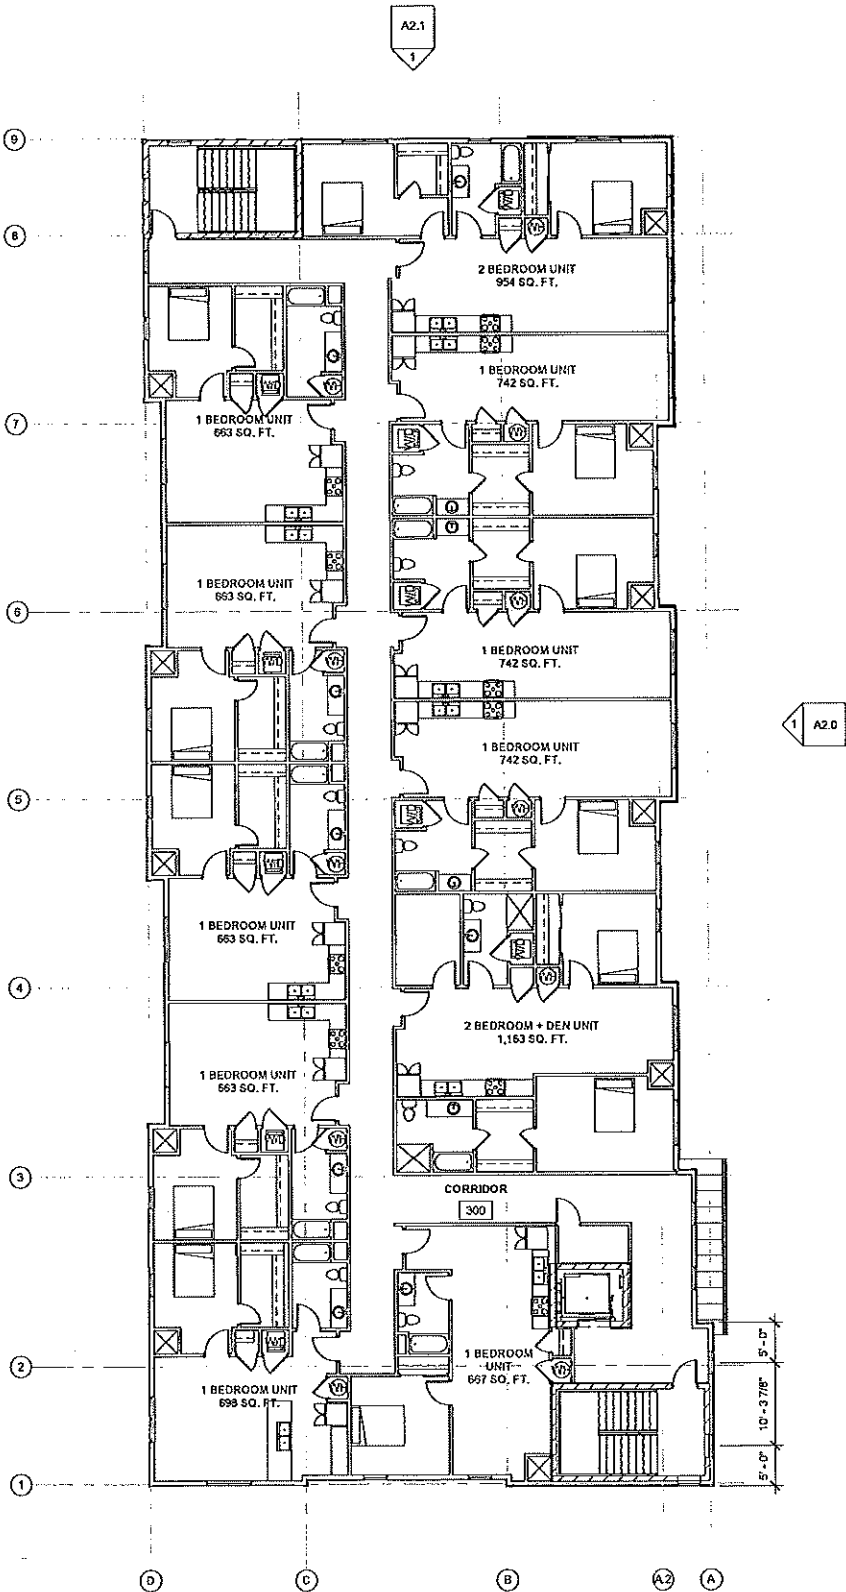 A2.1
1
9
8
2 BEDROOM UNIT
954 SQ. FT.
1 BEDROOM UNIT
742 SQ. FT.
7
1 BEDROOM UNIT
663 SQ. FT.
1 BEDROOM UNIT
663 SQ. FT.
6
1 BEDROOM UNIT
742 SQ. FT.
1 A2.0
1 BEDROOM UNIT
742 SQ. FT.
5
1 BEDROOM UNIT
663 SQ. FT.
4
2 BEDROOM + DEN UNIT
1,163 SQ. FT.
1 BEDROOM UNIT
663 SQ. FT.
3
CORRIDOR
300
5' - 0"
2
1 BEDROOM
UNIT
667 SQ. FT.
1 BEDROOM UNIT
698 SQ. FT.
10' - 3 7/8"
5' - 0"
1
D C B A.2 A